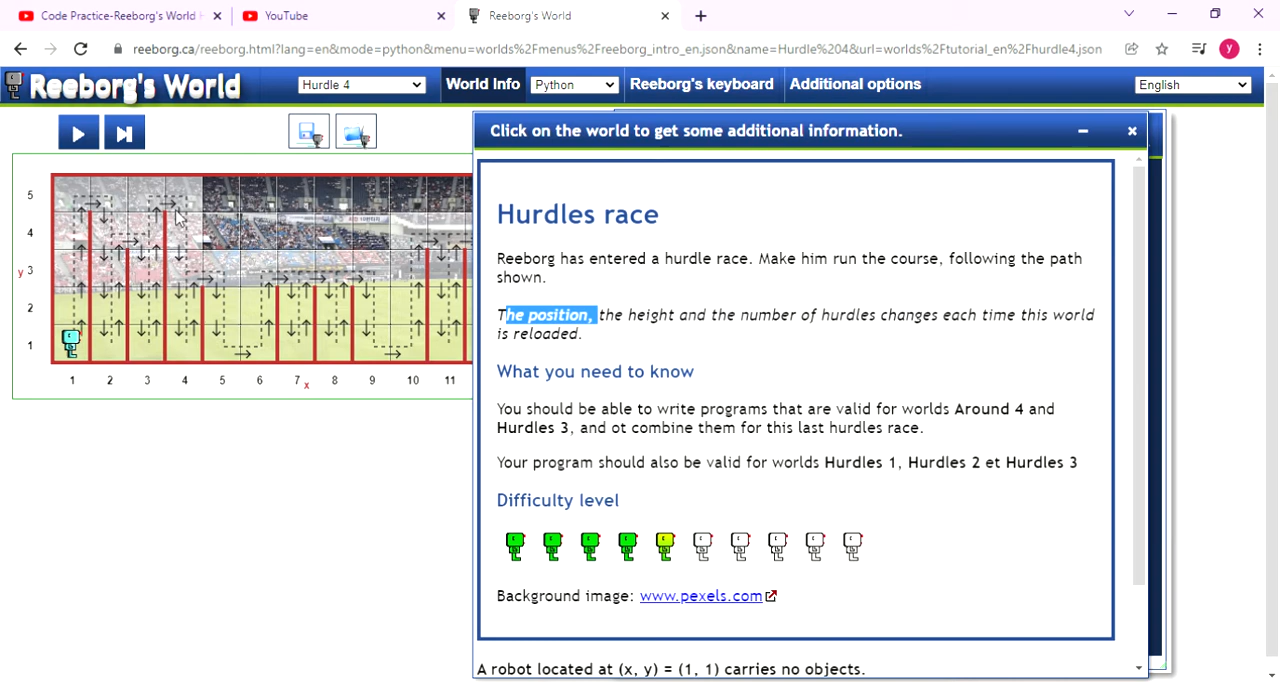 Code Practice-Reeborg's World H
YouTube
Reeborg's World
reeborg.ca/reeborg.html?lang=en&mode=python&menu=worlds%2Fmenus%2Freeborg_intro_en.json&name=Hurdle%204&url=worlds%2Ftutorial_en%2Fhurdle4.json
y
Reeborg's World
Hurdle 4
World Info
Python
Reeborg's keyboard
Additional options
English
Click on the world to get some additional information.
Hurdles race
Reeborg has entered a hurdle race. Make him run the course, following the path
shown.
The position, the height and the number of hurdles changes each time this world
is reloaded.
What you need to know
You should be able to write programs that are valid for worlds Around 4 and
Hurdles 3, and ot combine them for this last hurdles race.
Your program should also be valid for worlds Hurdles 1, Hurdles 2 et Hurdles 3
Difficulty level
Background image: www.pexels.com
A robot located at (x, y) = (1, 1) carries no objects.
5
4
y 3
2
1
1 2 3 4 5 6 7 x 8 9 10 11